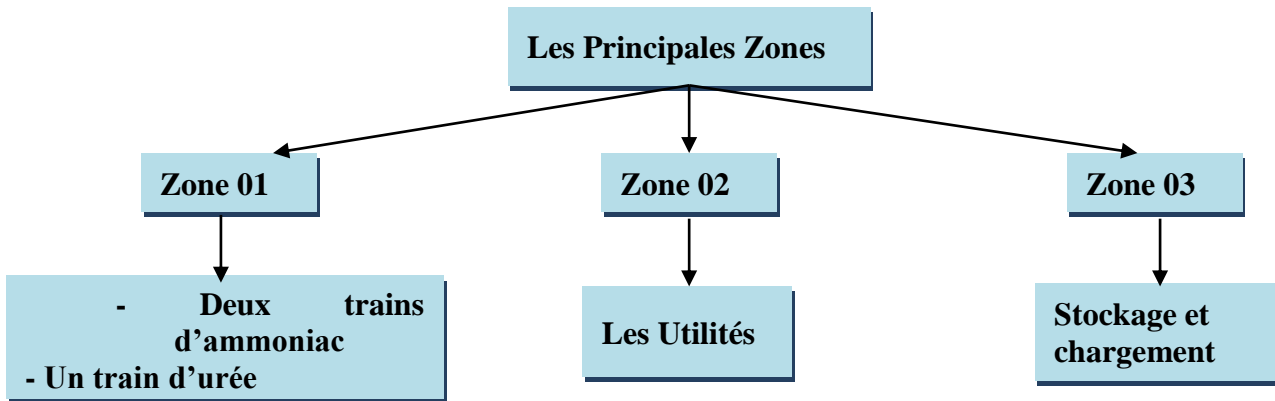 Les Principales Zones
Zone 01
Zone 02
Zone 03
- Deux trains
d’ammoniac
- Un train d’urée
Les Utilités
Stockage et
chargement